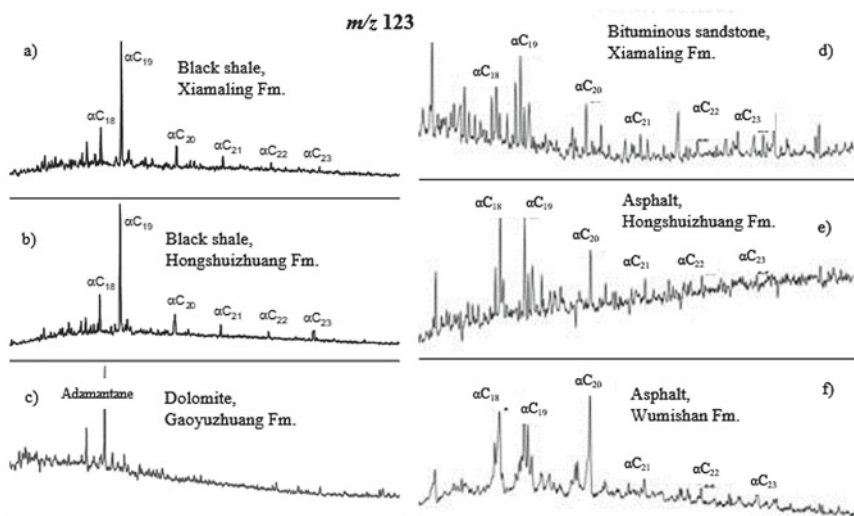 m/z 123
a)
αC₁₉
Black shale,
Xiamaling Fm.
αC₁₈
αC₂₀
αC₂₁
αC₂₂
αC₂₃
b)
αC₁₉
Black shale,
Hongshuizhuang Fm.
αC₁₈
αC₂₀
αC₂₁
αC₂₂
αC₂₃
c)
Adamantane
Dolomite,
Gaoyuzhuang Fm.
d)
αC₁₉
Bituminous sandstone,
Xiamaling Fm.
αC₁₈
αC₂₀
αC₂₁
αC₂₂
αC₂₃
e)
αC₁₈
αC₁₉
Asphalt,
Hongshuizhuang Fm.
αC₂₀
αC₂₁
αC₂₂
αC₂₃
f)
αC₂₀
Asphalt,
Wumishan Fm.
αC₁₈
αC₁₉
αC₂₁
αC₂₂
αC₂₃